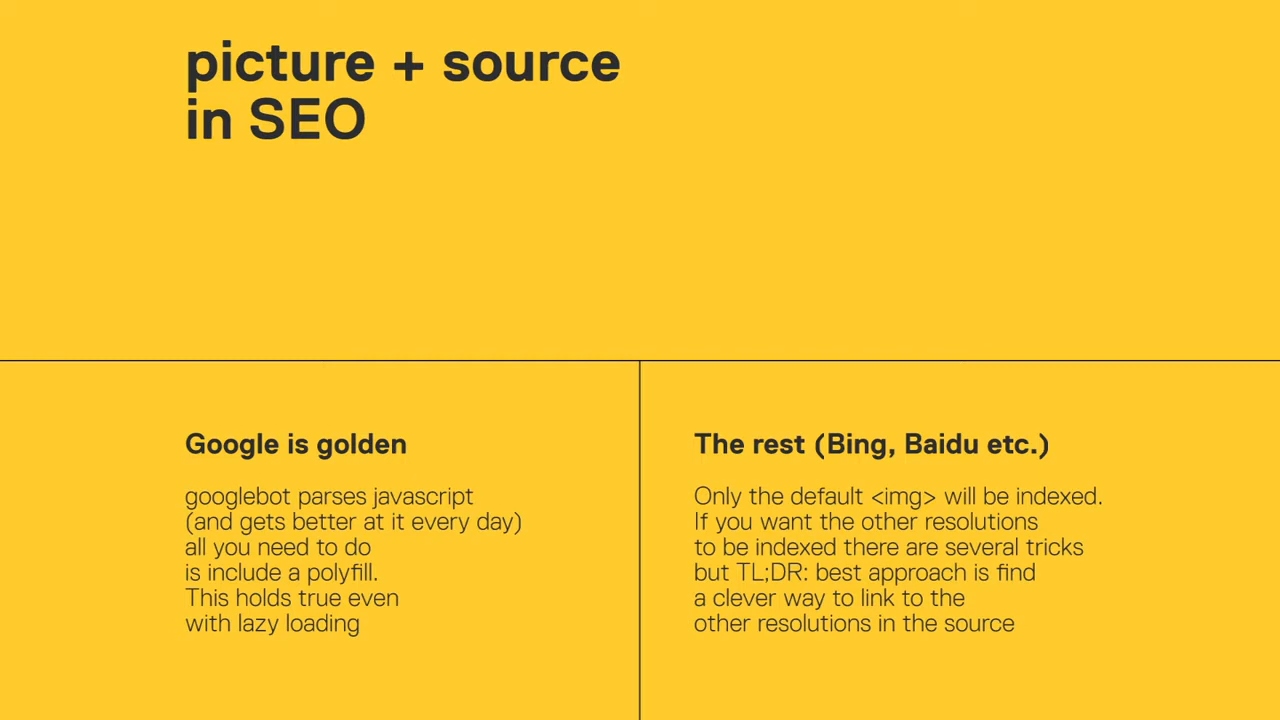 picture + source
in SEO
Google is golden
googlebot parses javascript
(and gets better at it every day)
all you need to do
is include a polyfill.
This holds true even
with lazy loading
The rest (Bing, Baidu etc.)
Only the default <img> will be indexed.
If you want the other resolutions
to be indexed there are several tricks
but TL;DR: best approach is find
a clever way to link to the
other resolutions in the source